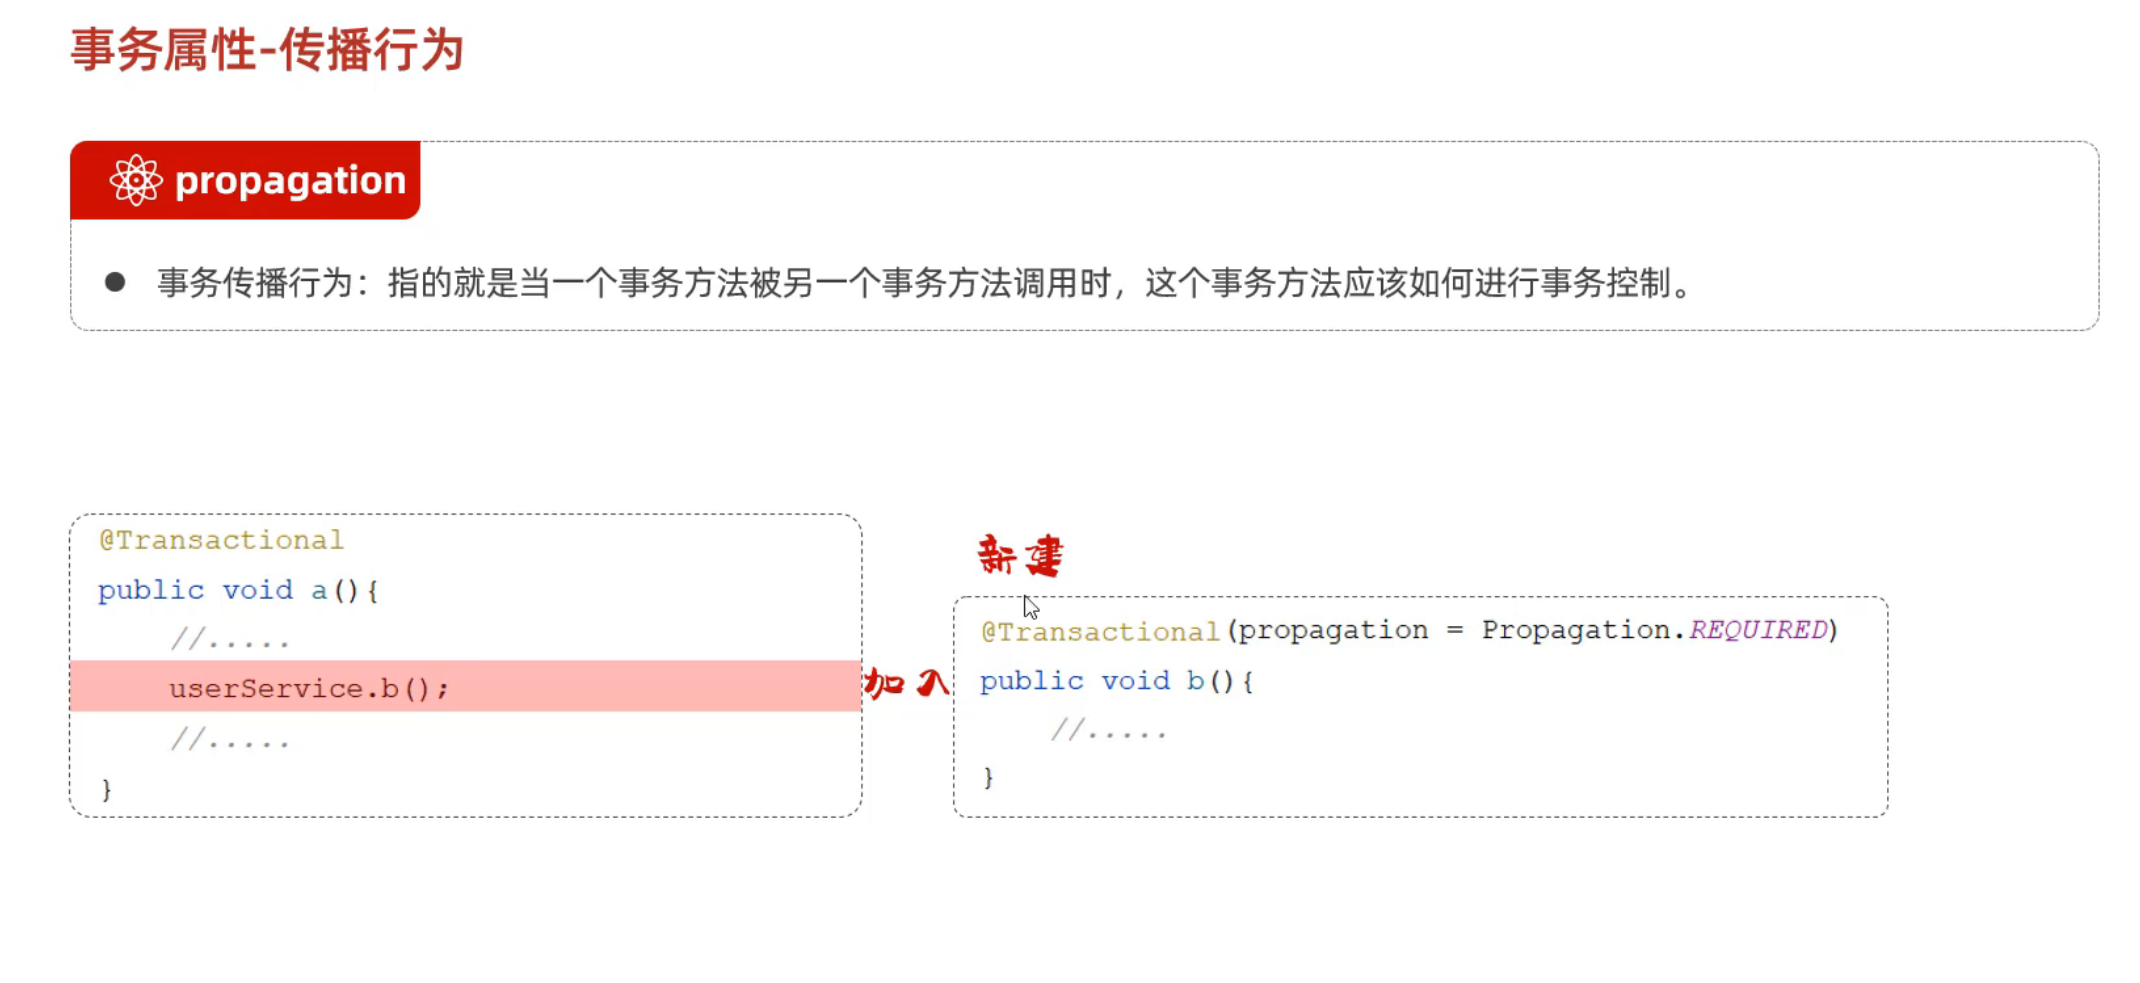 事务属性-传播行为
propagation
● 事务传播行为：指的就是当一个事务方法被另一个事务方法调用时，这个事务方法应该如何进行事务控制。
@Transactional
public void a(){
//.....
userService.b();
//.....
}
加入
新建
@Transactional(propagation = Propagation.REQUIRED)
public void b(){
//.....
}